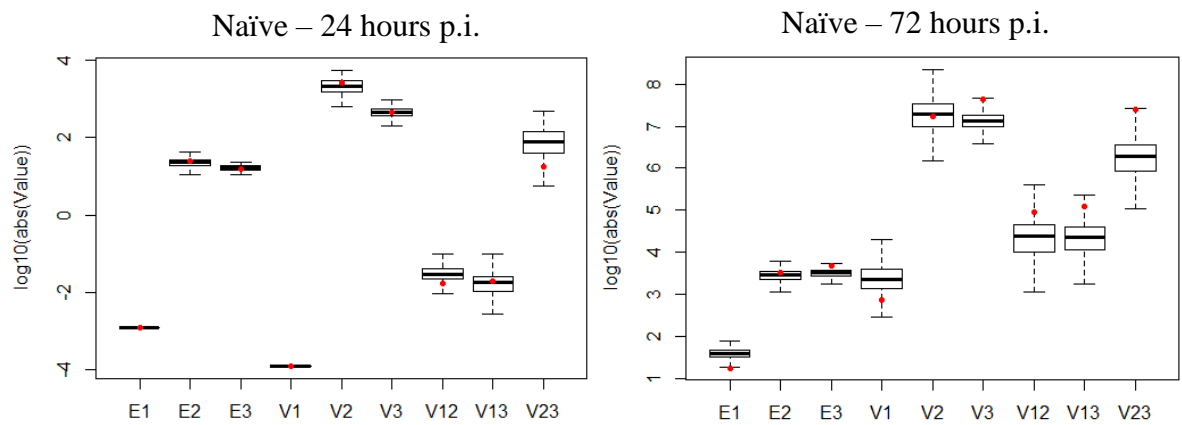 Naïve – 24 hours p.i.
log10(abs(Value))
4
2
0
-2
-4
E1 E2 E3 V1 V2 V3 V12 V13 V23
Naïve – 72 hours p.i.
log10(abs(Value))
8
7
6
5
4
3
2
1
E1 E2 E3 V1 V2 V3 V12 V13 V23